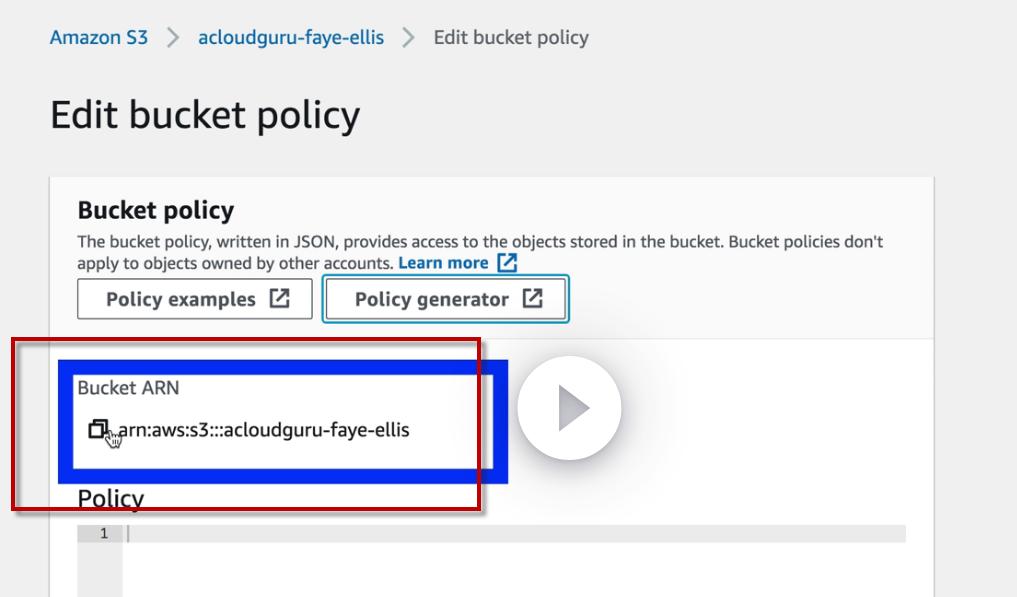 Amazon S3 > acloudguru-faye-ellis > Edit bucket policy
Edit bucket policy
Bucket policy
The bucket policy, written in JSON, provides access to the objects stored in the bucket. Bucket policies don't
apply to objects owned by other accounts. Learn more
Policy examples Policy generator
Bucket ARN
arn:aws:s3:::acloudguru-faye-ellis
Policy
1